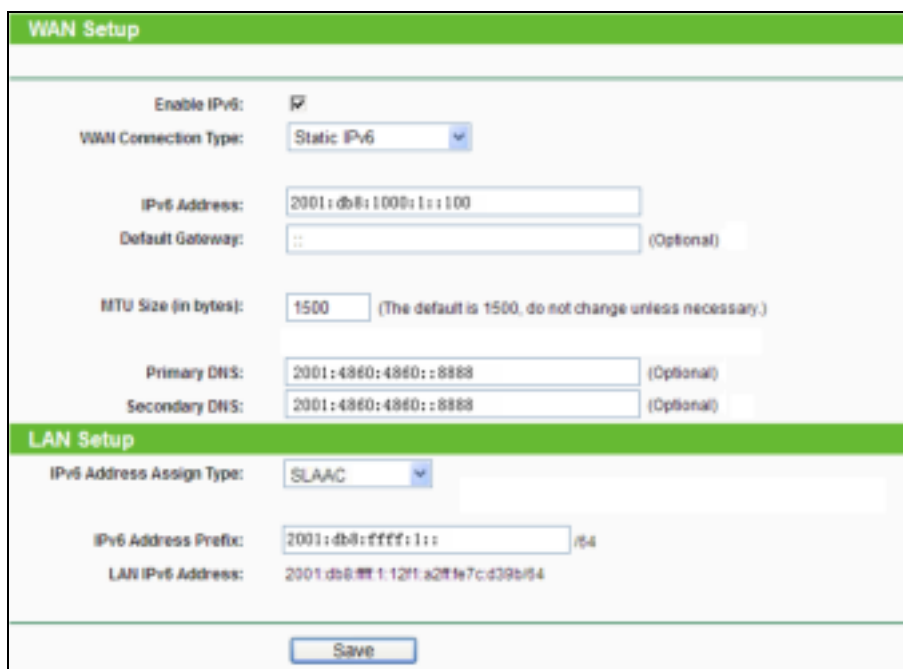 WAN Setup
Enable IPv6:
WAN Connection Type: Static IPv6
IPv6 Address: 2001:db8:1000:1::100
Default Gateway: :: (Optional)
MTU Size (in bytes): 1500 (The default is 1500, do not change unless necessary.)
Primary DNS: 2001:4860:4860::8888 (Optional)
Secondary DNS: 2001:4860:4860::8888 (Optional)
LAN Setup
IPv6 Address Assign Type: SLAAC
IPv6 Address Prefix: 2001:db8:ffff:1:: /64
LAN IPv6 Address: 2001:db8:ffff:1:12f1:a2ff:fe7c:d39b/64
Save